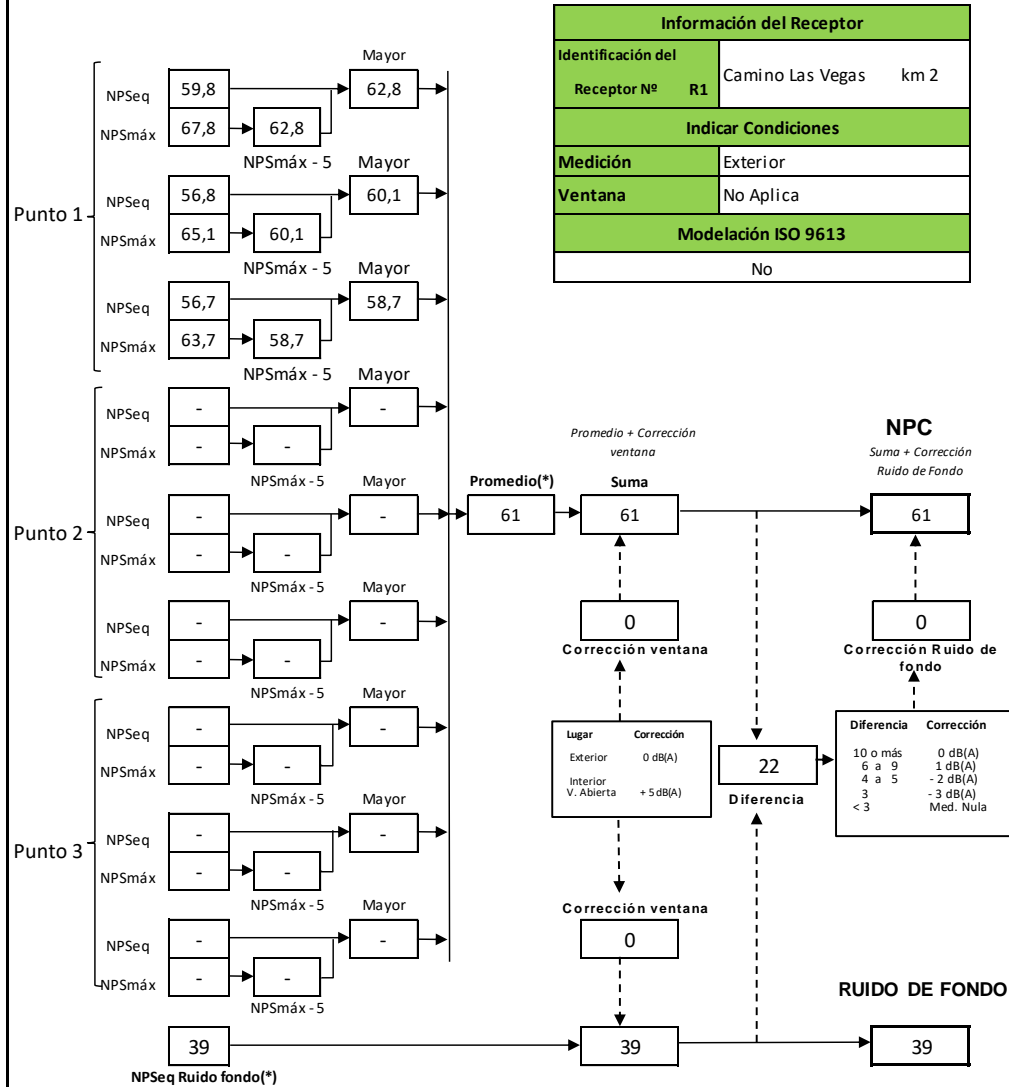 Información del Receptor
Identificación del
Receptor Nº R1
Camino Las Vegas km 2
Indicar Condiciones
Medición Exterior
Ventana No Aplica
Modelación ISO 9613
No
Punto 1
Mayor
NPSeq 59,8 62,8
NPSmáx 67,8 62,8
NPSmáx - 5 Mayor
NPSeq 56,8 60,1
NPSmáx 65,1 60,1
NPSmáx - 5 Mayor
NPSeq 56,7 58,7
NPSmáx 63,7 58,7
NPSmáx - 5 Mayor
Punto 2
NPSeq - -
NPSmáx - -
NPSmáx - 5 Mayor
NPSeq - -
NPSmáx - -
NPSmáx - 5 Mayor
NPSeq - -
NPSmáx - -
NPSmáx - 5 Mayor
Punto 3
NPSeq - -
NPSmáx - -
NPSmáx - 5 Mayor
NPSeq - -
NPSmáx - -
NPSmáx - 5 Mayor
NPSeq - -
NPSmáx - -
NPSmáx - 5
39
NPSeq Ruido fondo(*)
Promedio(*)
61
Promedio + Corrección
ventana
Suma
61
0
Corrección ventana
Lugar Corrección
Exterior 0 dB(A)
Interior
V. Abierta + 5 dB(A)
Corrección ventana
0
39
22
Diferencia
NPC
Suma + Corrección
Ruido de Fondo
61
0
Corrección Ruido de
fondo
Diferencia Corrección
10 o más 0 dB(A)
6 a 9 1 dB(A)
4 a 5 - 2 dB(A)
3 - 3 dB(A)
< 3 Med. Nula
RUIDO DE FONDO
39